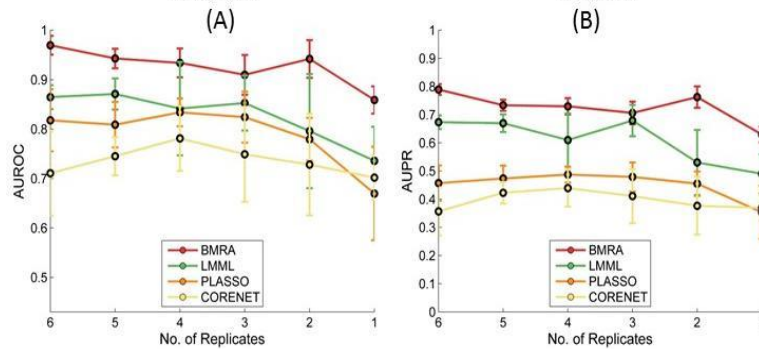 (A)
1
0.9
0.8
0.7
0.6
0.5
AUROC
BMRA
LMML
PLASSO
CORENET
6 5 4 3 2 1
No. of Replicates
(B)
1
0.9
0.8
0.7
0.6
0.5
0.4
0.3
0.2
0.1
0
AUPR
BMRA
LMML
PLASSO
CORENET
6 5 4 3 2
No. of Replicates